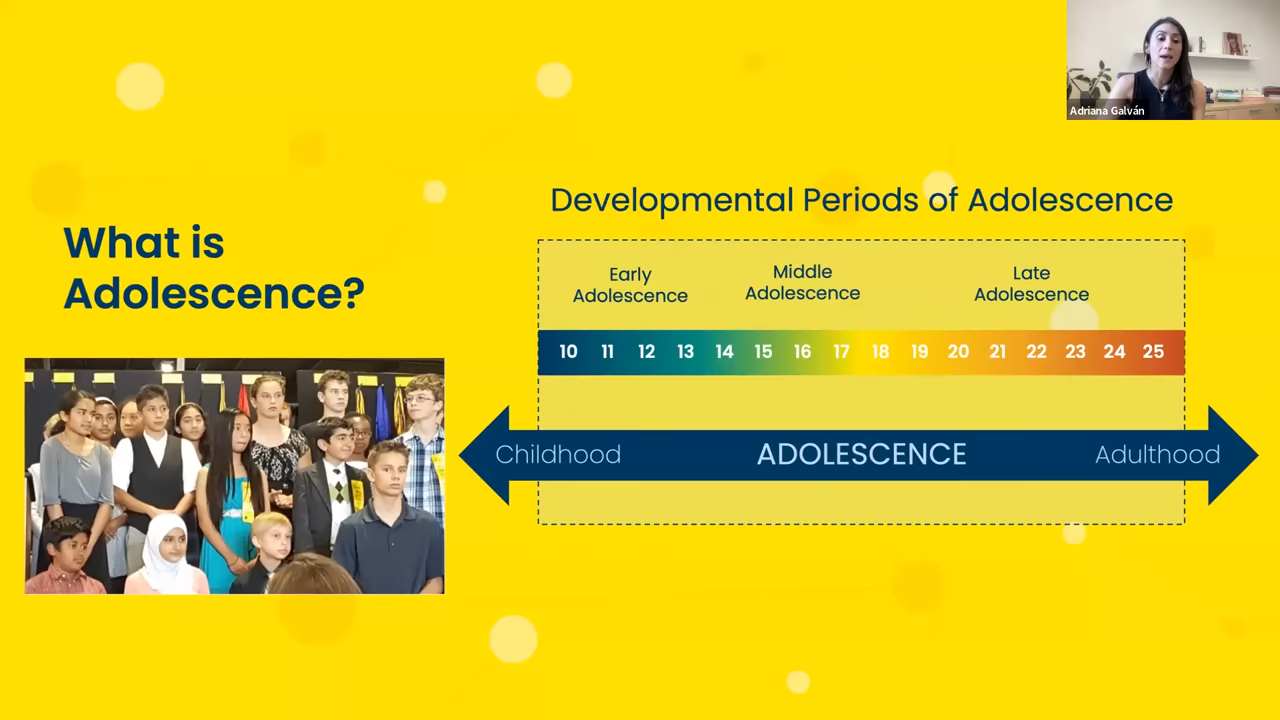 Adriana Galván
What is
Adolescence?
Developmental Periods of Adolescence
Early
Adolescence
Middle
Adolescence
Late
Adolescence
10 11 12 13 14 15 16 17 18 19 20 21 22 23 24 25
Childhood ADOLESCENCE Adulthood